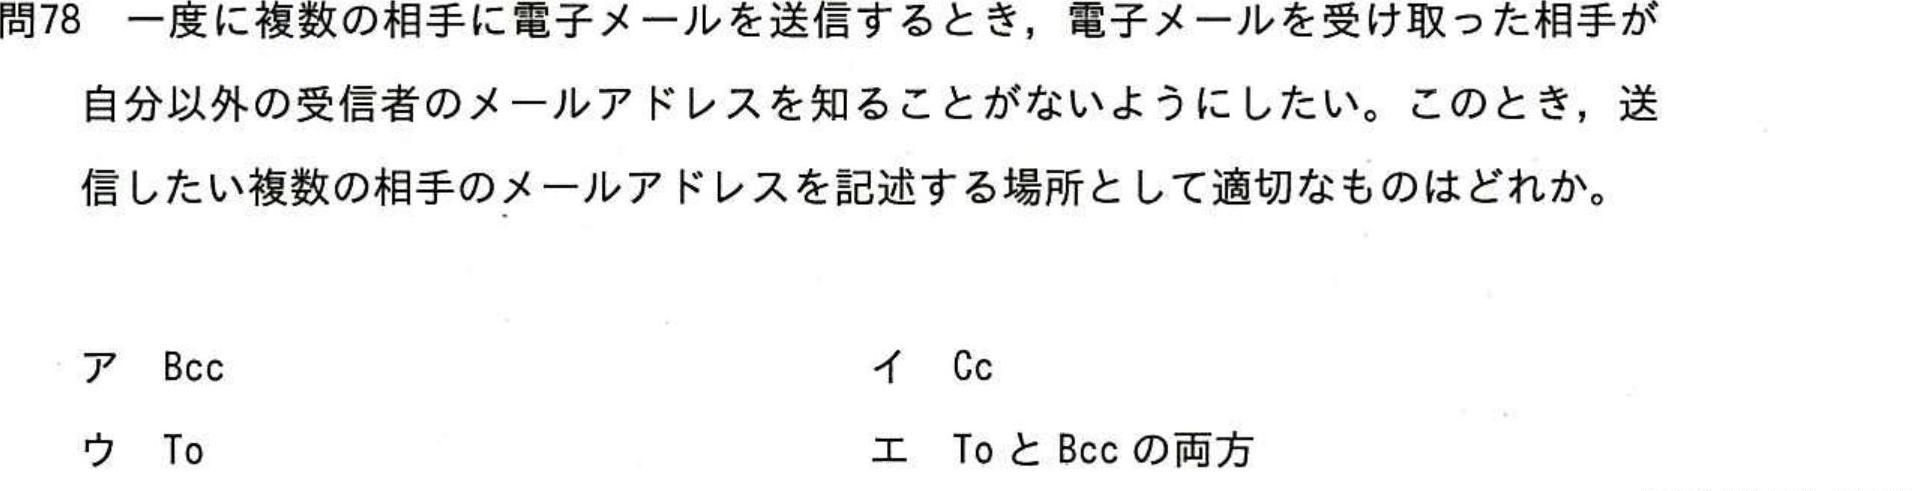 問78　一度に複数の相手に電子メールを送信するとき，電子メールを受け取った相手が
自分以外の受信者のメールアドレスを知ることがないようにしたい。このとき，送
信したい複数の相手のメールアドレスを記述する場所として適切なものはどれか。
ア　Bcc　イ　Cc
ウ　To　エ　To と Bcc の両方